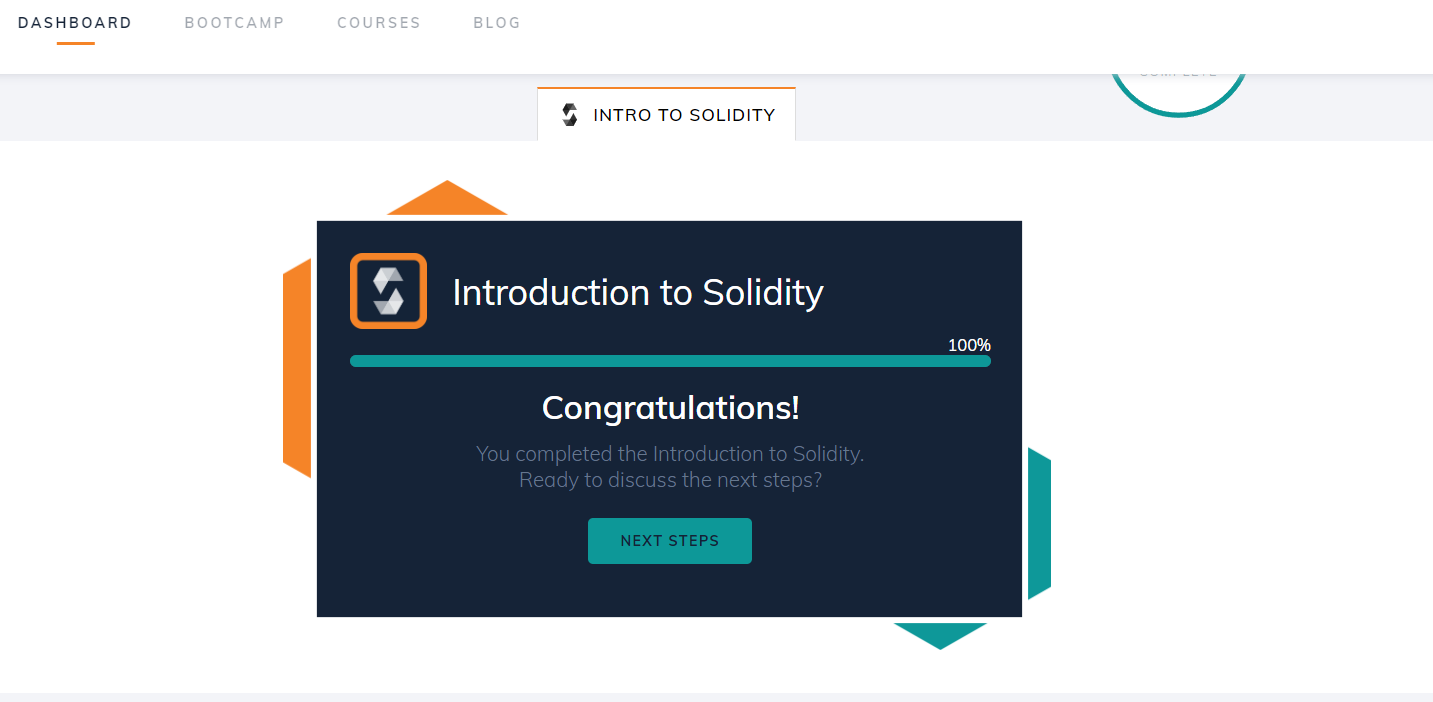 DASHBOARD BOOTCAMP COURSES BLOG
INTRO TO SOLIDITY
Introduction to Solidity
100%
Congratulations!
You completed the Introduction to Solidity.
Ready to discuss the next steps?
NEXT STEPS